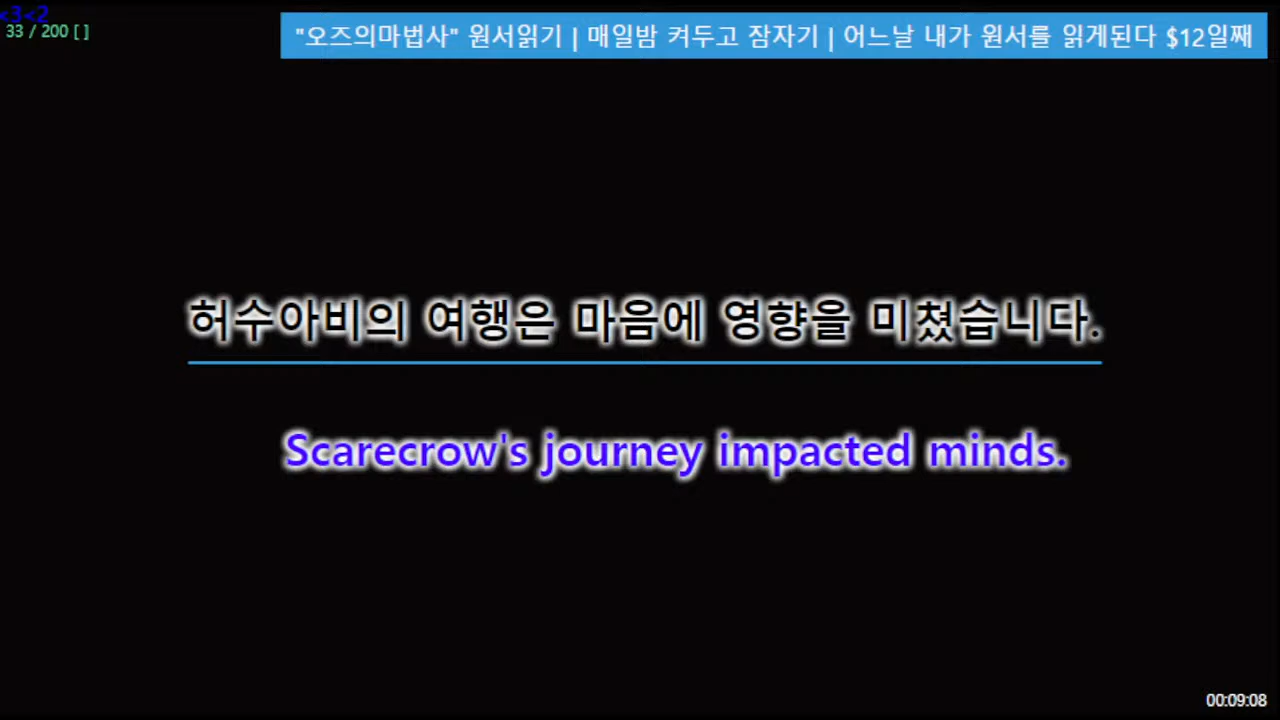 <3<2
33 / 200 [ ]
"오즈의마법사" 원서읽기 | 매일밤 켜두고 잠자기 | 어느날 내가 원서를 읽게된다 $12일째
허수아비의 여행은 마음에 영향을 미쳤습니다.
Scarecrow's journey impacted minds.
00:09:08